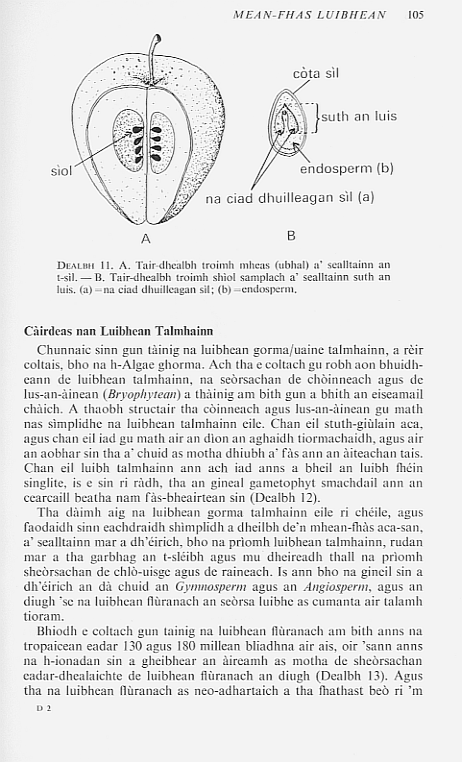 MEAN-FHAS LUIBHEAN 105
còta sìl
suth an luis
sìol
endosperm (b)
na ciad dhuilleagan sìl (a)
A
B
DEALBH 11. A. Tair-dhealbh troimh mheas (ubhal) a' sealltainn an
t-sil. — B. Tair-dhealbh troimh shiol samplach a' sealltainn suth an
luis. (a) = na ciad dhuilleagan sil; (b) = endosperm.
Càirdeas nan Luibhean Talmhainn
Chunnaic sinn gun tàinig na luibhean gorma/uaine talmhainn, a rèir
coltais, bho na h-Algae ghorma. Ach tha e coltach gu robh aon bhuidh-
eann de luibhean talmhainn, na seòrsachan de chòinneach agus de
lus-an-àinean (Bryophytean) a thàinig am bith gun a bhith an eiseamail
chàich. A thaobh structair tha còinneach agus lus-an-àinean gu math
nas sìmplidhe na luibhean talmhainn eile. Chan eil stuth-giùlain aca,
agus chan eil iad gu math air an dìon an aghaidh tiormachaidh, agus air
an aobhar sin tha a' chuid as motha dhiubh a' fàs ann an àiteachan tais.
Chan eil luibh talmhainn ann ach iad anns a bheil an luibh fhéin
singlite, is e sin ri ràdh, tha an gineal gametophyt smachdail ann an
cearcaill beatha nam fàs-bheairtean sin (Dealbh 12).
Tha dàimh aig na luibhean gorma talmhainn eile ri chéile, agus
faodaidh sinn eachdraidh shìmplidh a dheilbh de'n mhean-fhàs aca-san,
a' sealltainn mar a dh'éirich, bho na prìomh luibhean talmhainn, rudan
mar a tha garbhag an t-sléibh agus mu dheireadh thall na prìomh
sheòrsachan de chlò-uisge agus de raineach. Is ann bho na gineil sin a
dh'éirich an dà chuid an Gymnosperm agus an Angiosperm, agus an
diugh 'se na luibhean flùranach an seòrsa luibhe as cumanta air talamh
tioram.
Bhiodh e coltach gun tainig na luibhean flùranach am bith anns na
tropaicean eadar 130 agus 180 millean bliadhna air ais, oir 'sann anns
na h-ionadan sin a gheibhear an àireamh as motha de sheòrsachan
eadar-dhealaichte de luibhean flùranach an diugh (Dealbh 13). Agus
tha na luibhean flùranach as neo-adhartaich a tha fhathast beò ri 'm
D 2